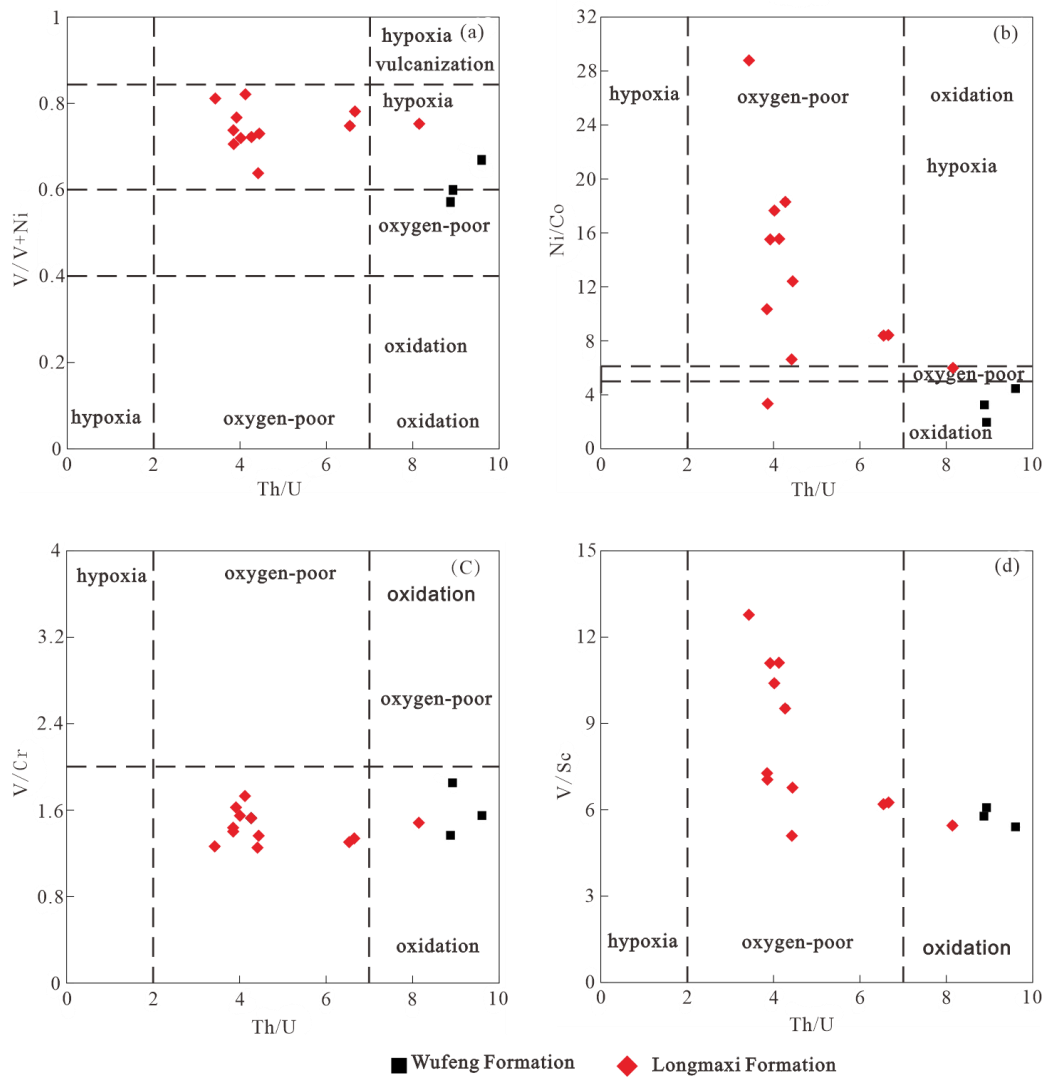 (a)
hypoxia
vulcanization
hypoxia
oxygen-poor
oxidation
hypoxia oxygen-poor oxidation
1
0.8
0.6
0.4
0.2
0
V/V+Ni
0 2 4 6 8 10
Th/U
(b)
hypoxia oxygen-poor oxidation
hypoxia
oxygen-poor
oxidation
32
28
24
20
16
12
8
4
0
Ni/Co
0 2 4 6 8 10
Th/U
(C)
hypoxia oxygen-poor
oxidation
oxygen-poor
oxidation
4
3.2
2.4
1.6
0.8
0
V/Cr
0 2 4 6 8 10
Th/U
(d)
hypoxia oxygen-poor oxidation
15
12
9
6
3
0
V/Sc
0 2 4 6 8 10
Th/U
Wufeng Formation Longmaxi Formation